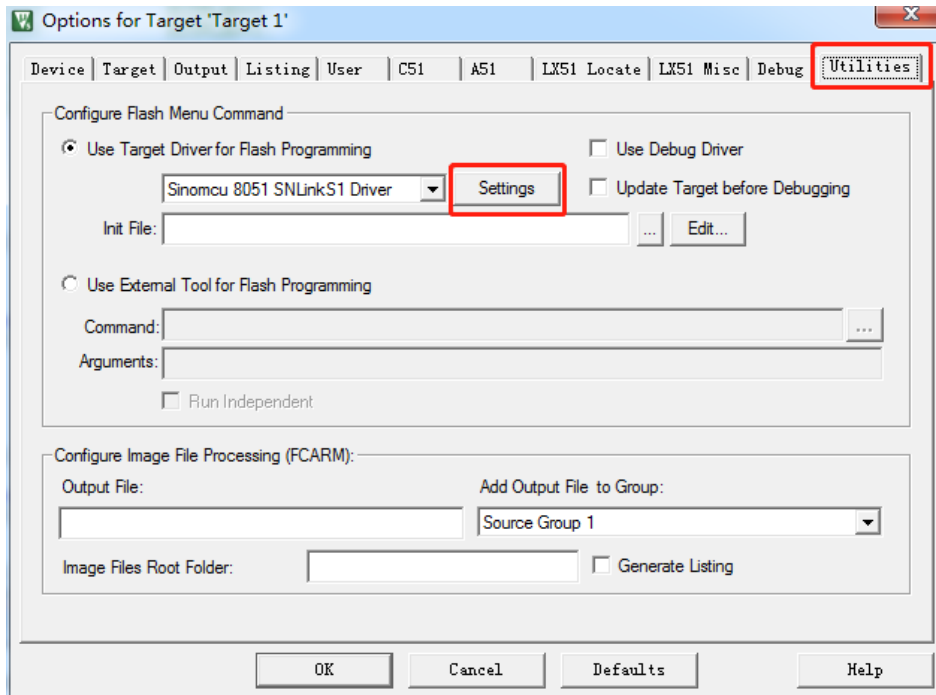 Options for Target 'Target 1'
Device Target Output Listing User C51 A51 LX51 Locate LX51 Misc Debug Utilities
Configure Flash Menu Command
Use Target Driver for Flash Programming Use Debug Driver
Sinomcu 8051 SNLinkS1 Driver Settings Update Target before Debugging
Init File: ... Edit...
Use External Tool for Flash Programming
Command: ...
Arguments:
Run Independent
Configure Image File Processing (FCARM):
Output File: Add Output File to Group:
Source Group 1
Image Files Root Folder: Generate Listing
OK Cancel Defaults Help